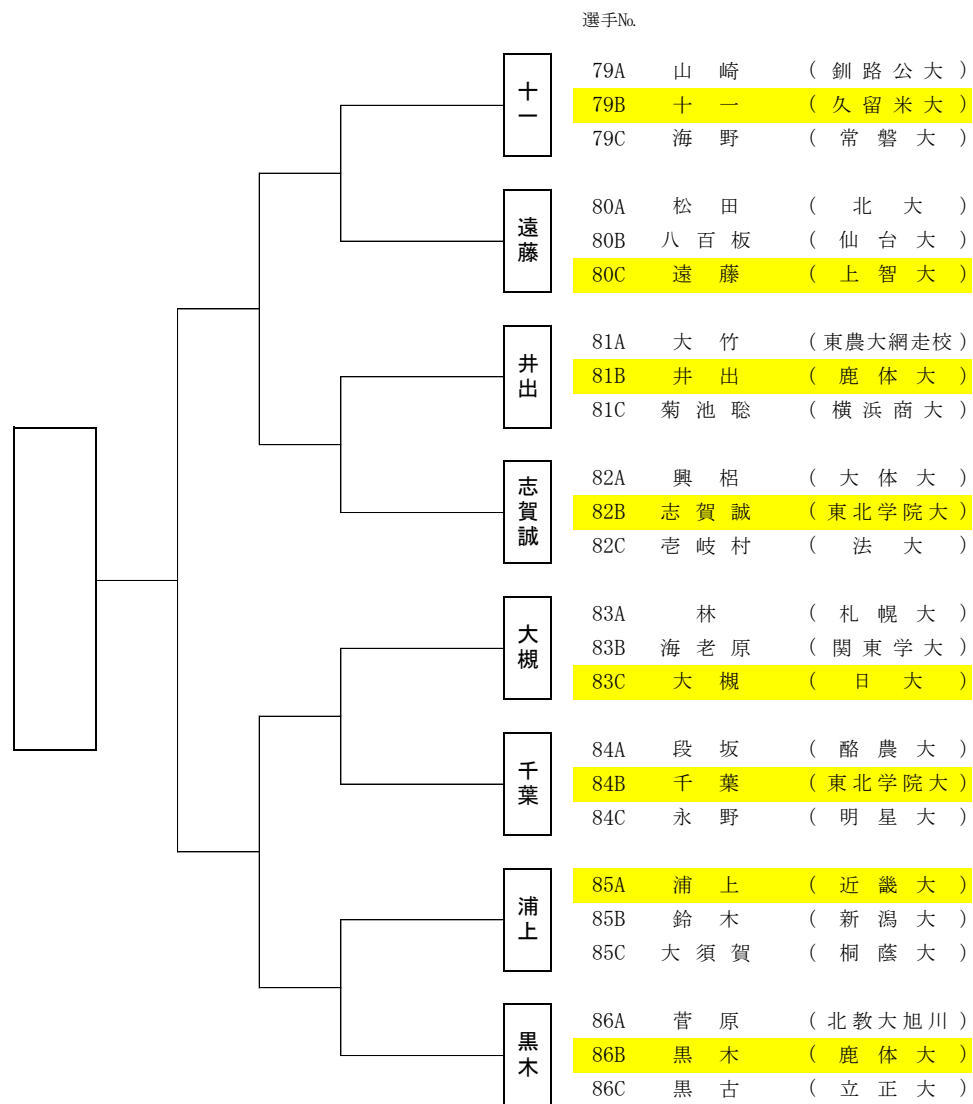 選手№
十一
79A 山崎 (釧路公大)
79B 十一 (久留米大)
79C 海野 (常磐大)
遠藤
80A 松田 (北大)
80B 八百板 (仙台大)
80C 遠藤 (上智大)
井出
81A 大竹 (東農大網走校)
81B 井出 (鹿体大)
81C 菊池聡 (横浜商大)
志賀誠
82A 興梠 (大体大)
82B 志賀誠 (東北学院大)
82C 壱岐村 (法大)
大槻
83A 林 (札幌大)
83B 海老原 (関東学大)
83C 大槻 (日大)
千葉
84A 段坂 (酪農大)
84B 千葉 (東北学院大)
84C 永野 (明星大)
浦上
85A 浦上 (近畿大)
85B 鈴木 (新潟大)
85C 大須賀 (桐蔭大)
黒木
86A 菅原 (北教大旭川)
86B 黒木 (鹿体大)
86C 黒古 (立正大)